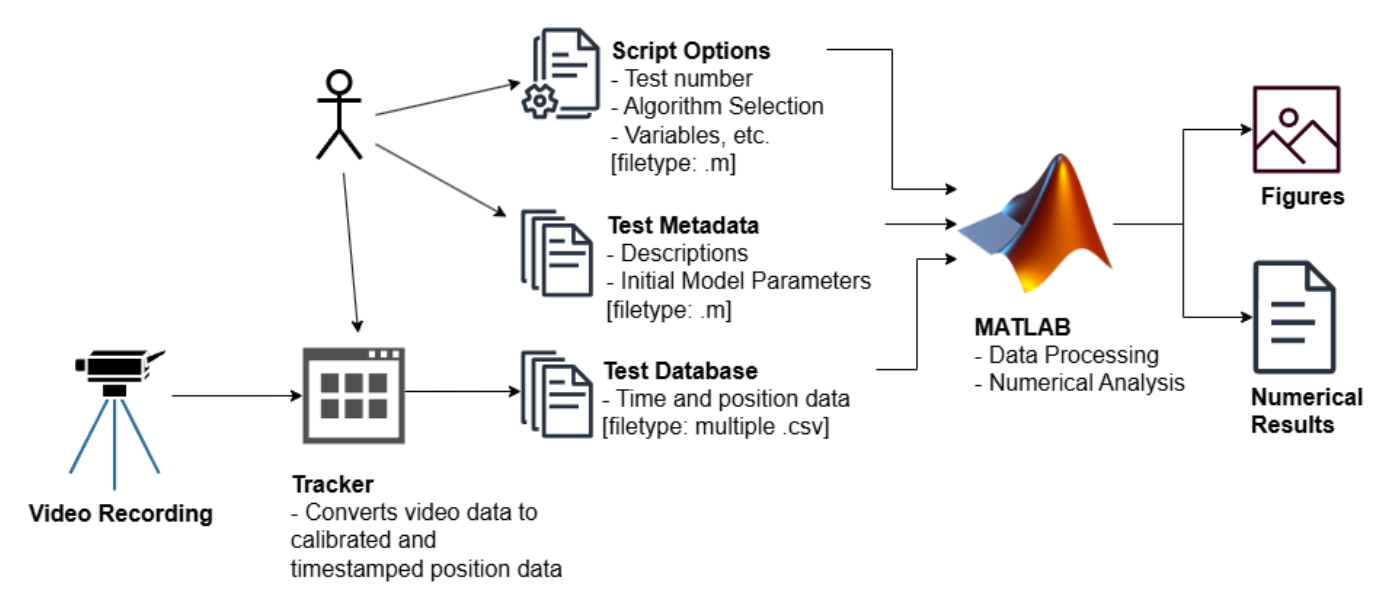 Script Options
- Test number
- Algorithm Selection
- Variables, etc.
[filetype: .m]
Test Metadata
- Descriptions
- Initial Model Parameters
[filetype: .m]
Test Database
- Time and position data
[filetype: multiple .csv]
Video Recording
Tracker
- Converts video data to
calibrated and
timestamped position data
MATLAB
- Data Processing
- Numerical Analysis
Figures
Numerical
Results